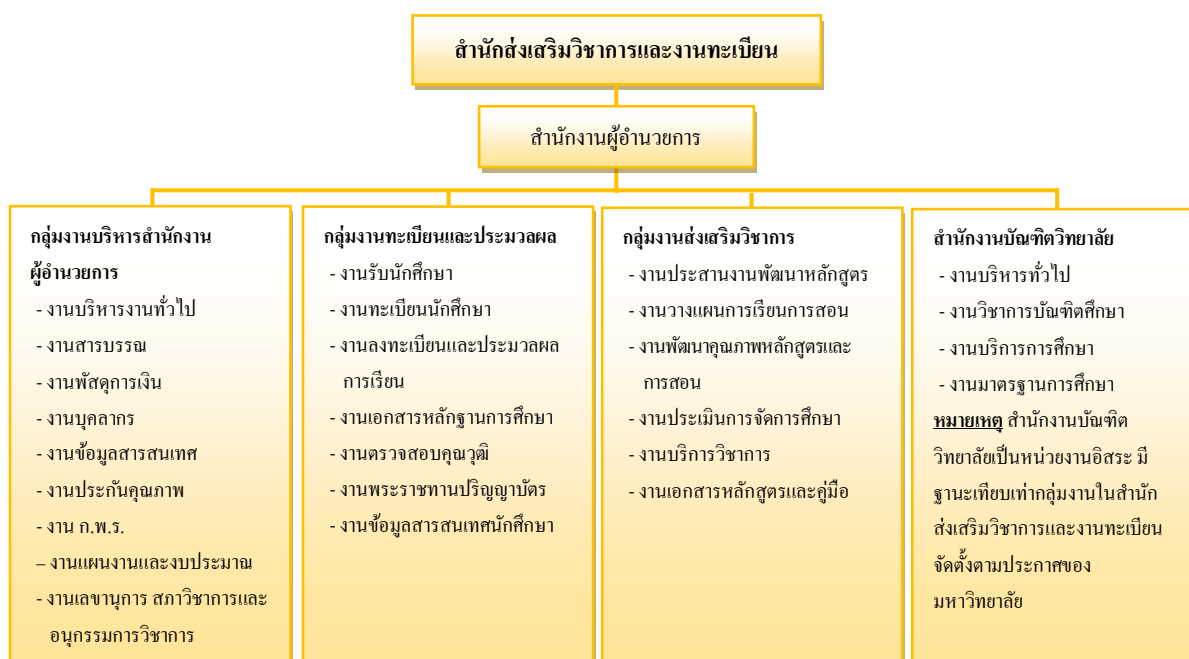 สำนักส่งเสริมวิชาการและงานทะเบียน
สำนักงานผู้อำนวยการ
กลุ่มงานบริหารสำนักงาน
ผู้อำนวยการ
- งานบริหารงานทั่วไป
- งานสารบรรณ
- งานพัสดุการเงิน
- งานบุคลากร
- งานข้อมูลสารสนเทศ
- งานประกันคุณภาพ
- งาน ก.พ.ร.
– งานแผนงานและงบประมาณ
- งานเลขานุการ สภาวิชาการและ
อนุกรรมการวิชาการ
กลุ่มงานทะเบียนและประมวลผล
- งานรับนักศึกษา
- งานทะเบียนนักศึกษา
- งานลงทะเบียนและประมวลผล
การเรียน
- งานเอกสารหลักฐานการศึกษา
- งานตรวจสอบคุณวุฒิ
- งานพระราชทานปริญญาบัตร
- งานข้อมูลสารสนเทศนักศึกษา
กลุ่มงานส่งเสริมวิชาการ
- งานประสานงานพัฒนาหลักสูตร
- งานวางแผนการเรียนการสอน
- งานพัฒนาคุณภาพหลักสูตรและ
การสอน
- งานประเมินการจัดการศึกษา
- งานบริการวิชาการ
- งานเอกสารหลักสูตรและคู่มือ
สำนักงานบัณฑิตวิทยาลัย
- งานบริหารทั่วไป
- งานวิชาการบัณฑิตศึกษา
- งานบริการการศึกษา
- งานมาตรฐานการศึกษา
หมายเหตุ สำนักงานบัณฑิต
วิทยาลัยเป็นหน่วยงานอิสระ มี
ฐานะเทียบเท่ากลุ่มงานในสำนัก
ส่งเสริมวิชาการและงานทะเบียน
จัดตั้งตามประกาศของ
มหาวิทยาลัย